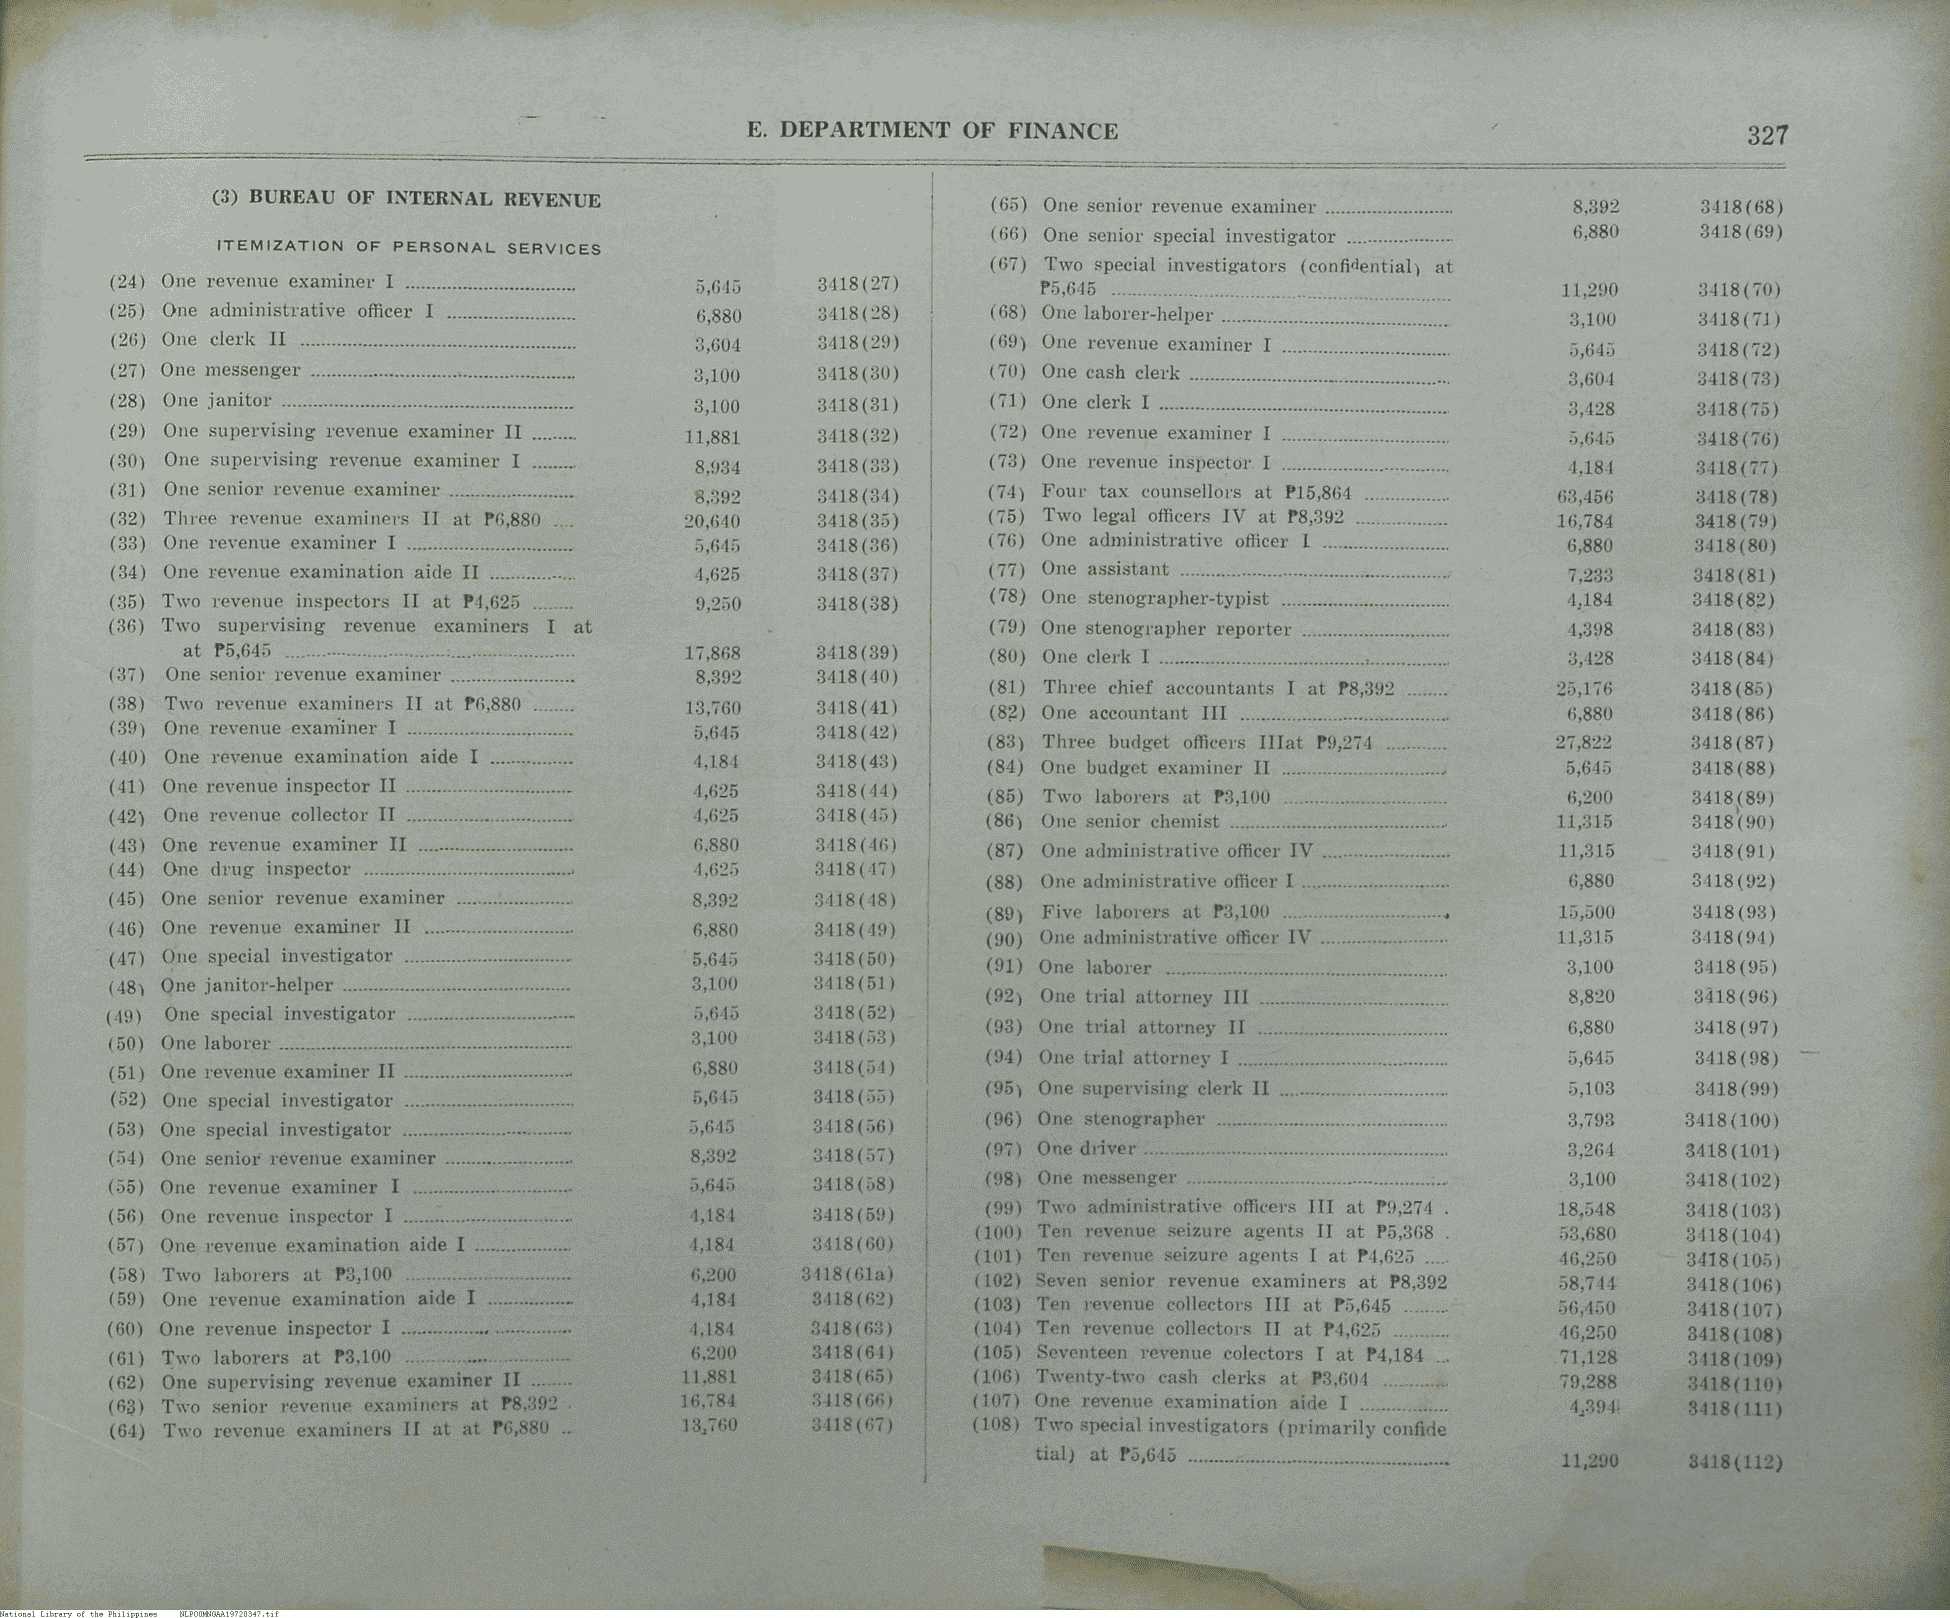 E. DEPARTMENT OF FINANCE
327
(3) BUREAU OF INTERNAL REVENUE
ITEMIZATION OF PERSONAL SERVICES
(24) One revenue examiner I 5,645 3418(27)
(25) One administrative officer I 6,880 3418(28)
(26) One clerk II 3,604 3418(29)
(27) One messenger 3,100 3418(30)
(28) One janitor 3,100 3418(31)
(29) One supervising revenue examiner II 11,881 3418(32)
(30) One supervising revenue examiner I 8,934 3418(33)
(31) One senior revenue examiner 8,392 3418(34)
(32) Three revenue examiners II at ₱6,880 20,640 3418(35)
(33) One revenue examiner I 5,645 3418(36)
(34) One revenue examination aide II 4,625 3418(37)
(35) Two revenue inspectors II at ₱4,625 9,250 3418(38)
(36) Two supervising revenue examiners I at
at ₱5,645 17,868 3418(39)
(37) One senior revenue examiner 8,392 3418(40)
(38) Two revenue examiners II at ₱6,880 13,760 3418(41)
(39) One revenue examiner I 5,645 3418(42)
(40) One revenue examination aide I 4,184 3418(43)
(41) One revenue inspector II 4,625 3418(44)
(42) One revenue collector II 4,625 3418(45)
(43) One revenue examiner II 6,880 3418(46)
(44) One drug inspector 4,625 3418(47)
(45) One senior revenue examiner 8,392 3418(48)
(46) One revenue examiner II 6,880 3418(49)
(47) One special investigator 5,645 3418(50)
(48) One janitor-helper 3,100 3418(51)
(49) One special investigator 5,645 3418(52)
(50) One laborer 3,100 3418(53)
(51) One revenue examiner II 6,880 3418(54)
(52) One special investigator 5,645 3418(55)
(53) One special investigator 5,645 3418(56)
(54) One senior revenue examiner 8,392 3418(57)
(55) One revenue examiner I 5,645 3418(58)
(56) One revenue inspector I 4,184 3418(59)
(57) One revenue examination aide I 4,184 3418(60)
(58) Two laborers at ₱3,100 6,200 3418(61a)
(59) One revenue examination aide I 4,184 3418(62)
(60) One revenue inspector I 4,184 3418(63)
(61) Two laborers at ₱3,100 6,200 3418(64)
(62) One supervising revenue examiner II 11,881 3418(65)
(63) Two senior revenue examiners at ₱8,392 16,784 3418(66)
(64) Two revenue examiners II at at ₱6,880 13,760 3418(67)
(65) One senior revenue examiner 8,392 3418(68)
(66) One senior special investigator 6,880 3418(69)
(67) Two special investigators (confidential) at
₱5,645 11,290 3418(70)
(68) One laborer-helper 3,100 3418(71)
(69) One revenue examiner I 5,645 3418(72)
(70) One cash clerk 3,604 3418(73)
(71) One clerk I 3,428 3418(75)
(72) One revenue examiner I 5,645 3418(76)
(73) One revenue inspector I 4,184 3418(77)
(74) Four tax counsellors at ₱15,864 63,456 3418(78)
(75) Two legal officers IV at ₱8,392 16,784 3418(79)
(76) One administrative officer I 6,880 3418(80)
(77) One assistant 7,233 3418(81)
(78) One stenographer-typist 4,184 3418(82)
(79) One stenographer reporter 4,398 3418(83)
(80) One clerk I 3,428 3418(84)
(81) Three chief accountants I at ₱8,392 25,176 3418(85)
(82) One accountant III 6,880 3418(86)
(83) Three budget officers IIIat ₱9,274 27,822 3418(87)
(84) One budget examiner II 5,645 3418(88)
(85) Two laborers at ₱3,100 6,200 3418(89)
(86) One senior chemist 11,315 3418(90)
(87) One administrative officer IV 11,315 3418(91)
(88) One administrative officer I 6,880 3418(92)
(89) Five laborers at ₱3,100 15,500 3418(93)
(90) One administrative officer IV 11,315 3418(94)
(91) One laborer 3,100 3418(95)
(92) One trial attorney III 8,820 3418(96)
(93) One trial attorney II 6,880 3418(97)
(94) One trial attorney I 5,645 3418(98)
(95) One supervising clerk II 5,103 3418(99)
(96) One stenographer 3,793 3418(100)
(97) One driver 3,264 3418(101)
(98) One messenger 3,100 3418(102)
(99) Two administrative officers III at ₱9,274 . 18,548 3418(103)
(100) Ten revenue seizure agents II at ₱5,368 . 53,680 3418(104)
(101) Ten revenue seizure agents I at ₱4,625 46,250 3418(105)
(102) Seven senior revenue examiners at ₱8,392 58,744 3418(106)
(103) Ten revenue collectors III at ₱5,645 56,450 3418(107)
(104) Ten revenue collectors II at ₱4,625 46,250 3418(108)
(105) Seventeen revenue colectors I at ₱4,184 71,128 3418(109)
(106) Twenty-two cash clerks at ₱3,604 79,288 3418(110)
(107) One revenue examination aide I 4,394 3418(111)
(108) Two special investigators (primarily confide
tial) at ₱5,645 11,290 3418(112)
National Library of the Philippines NLPOOMNGAA19720347.tif